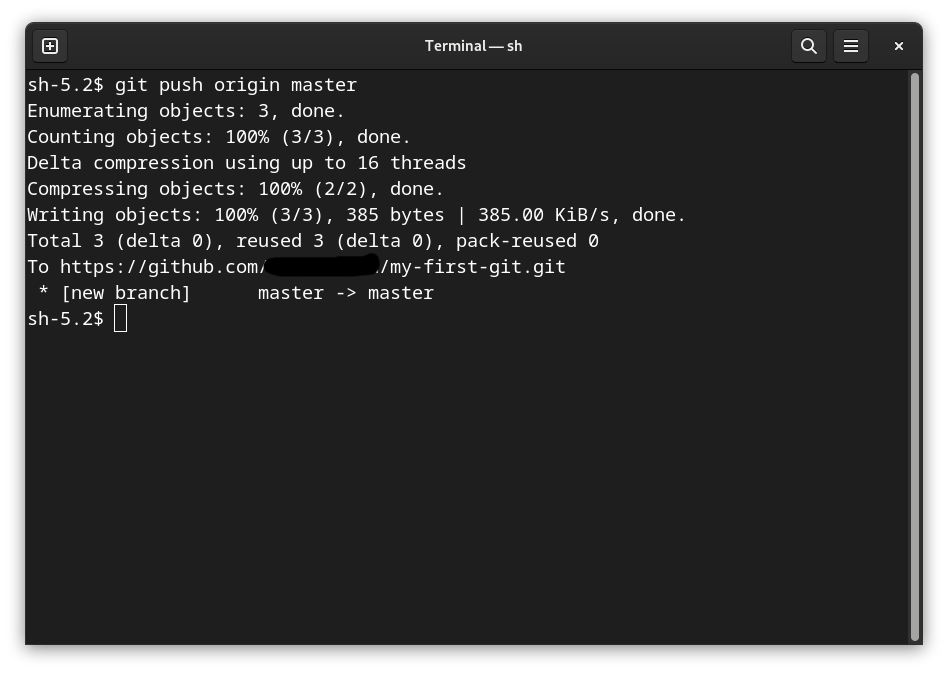 Terminal — sh
sh-5.2$ git push origin master
Enumerating objects: 3, done.
Counting objects: 100% (3/3), done.
Delta compression using up to 16 threads
Compressing objects: 100% (2/2), done.
Writing objects: 100% (3/3), 385 bytes | 385.00 KiB/s, done.
Total 3 (delta 0), reused 3 (delta 0), pack-reused 0
To https://github.com/ /my-first-git.git
 * [new branch]      master -> master
sh-5.2$